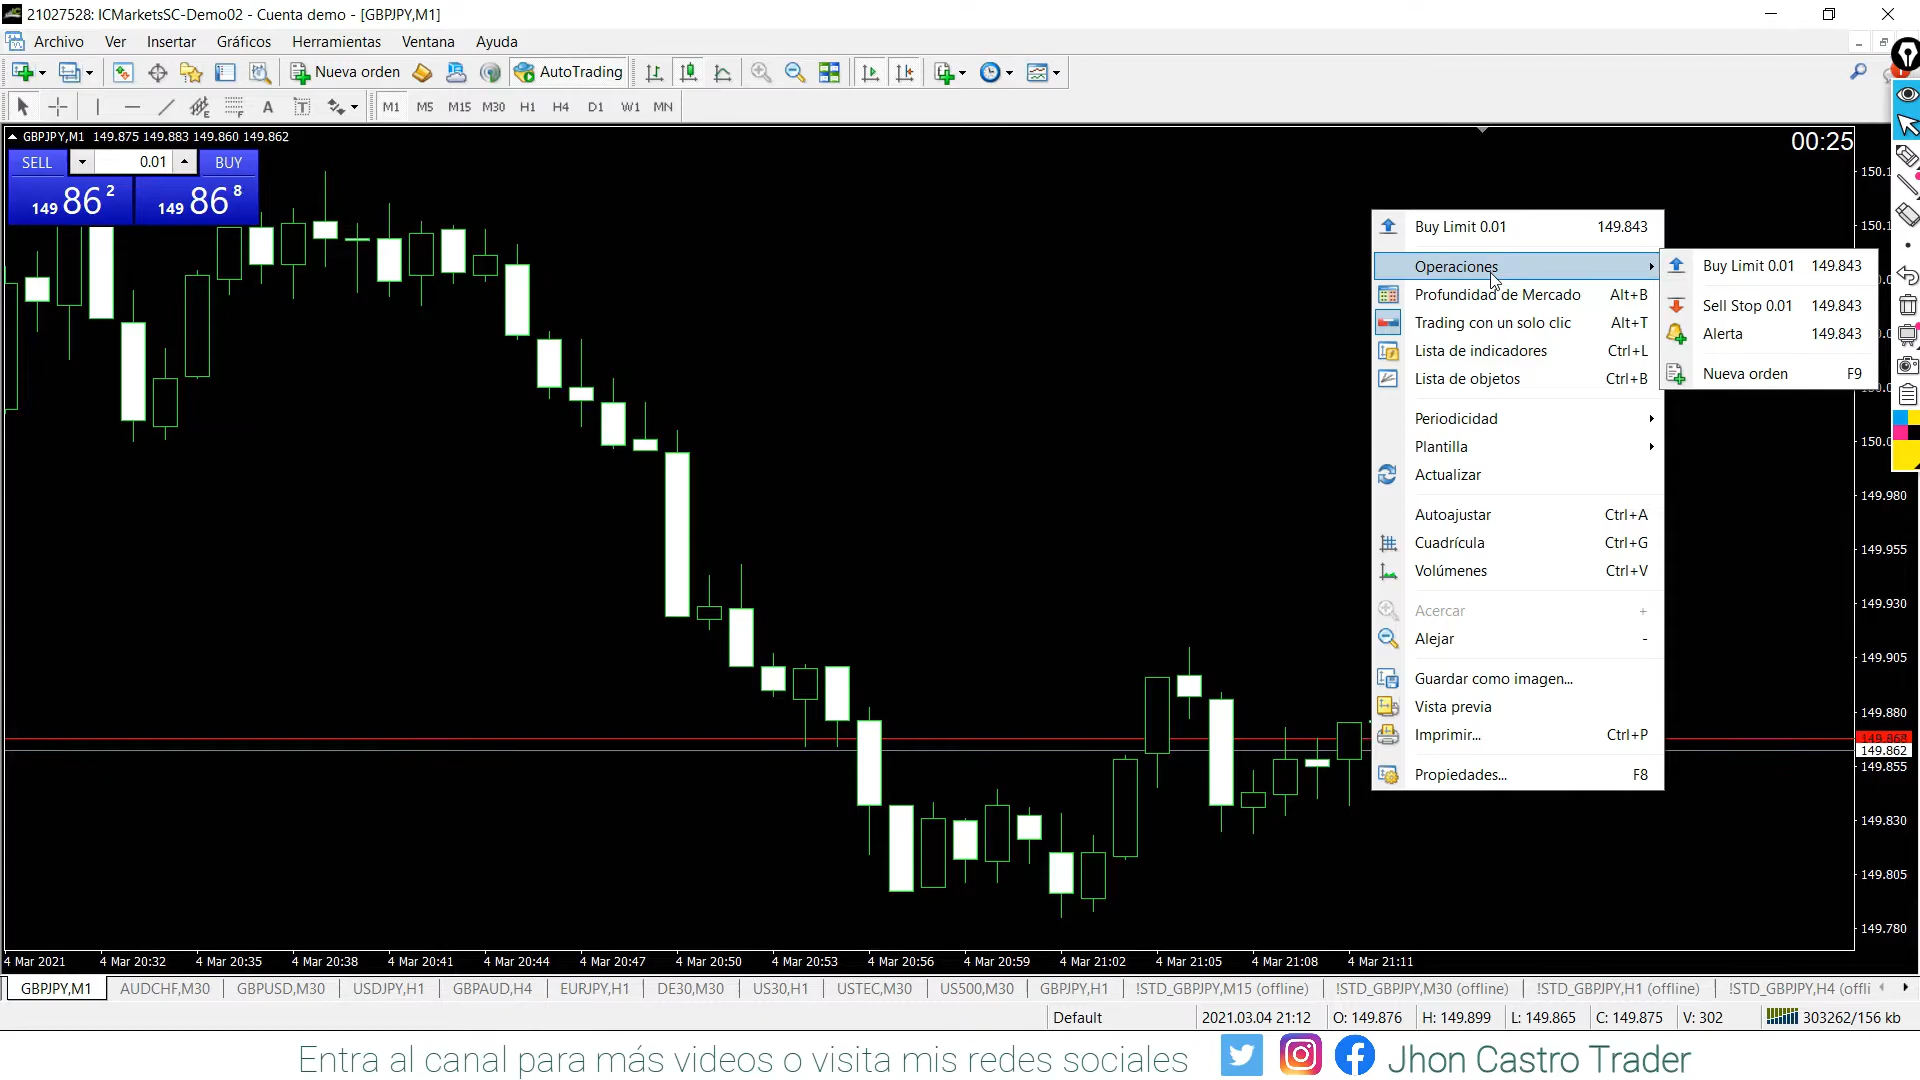 21027528: ICMarketsSC-Demo02 - Cuenta demo - [GBPJPY,M1]
Archivo Ver Insertar Gráficos Herramientas Ventana Ayuda
Nueva orden AutoTrading
A T M1 M5 M15 M30 H1 H4 D1 W1 MN
GBPJPY,M1 149.875 149.883 149.860 149.862
00:25
SELL 0.01 BUY
149 86 2 149 86 8
Buy Limit 0.01 149.843
Operaciones
Profundidad de Mercado Alt+B
Trading con un solo clic Alt+T
Lista de indicadores Ctrl+L
Lista de objetos Ctrl+B
Periodicidad
Plantilla
Actualizar
Autoajustar Ctrl+A
Cuadrícula Ctrl+G
Volúmenes Ctrl+V
Acercar +
Alejar -
Guardar como imagen...
Vista previa
Imprimir... Ctrl+P
Propiedades... F8
Buy Limit 0.01 149.843
Sell Stop 0.01 149.843
Alerta 149.843
Nueva orden F9
149.980
149.955
149.930
149.905
149.880
149.868
149.862
149.855
149.830
149.805
149.780
4 Mar 2021 4 Mar 20:32 4 Mar 20:35 4 Mar 20:38 4 Mar 20:41 4 Mar 20:44 4 Mar 20:47 4 Mar 20:50 4 Mar 20:53 4 Mar 20:56 4 Mar 20:59 4 Mar 21:02 4 Mar 21:05 4 Mar 21:08 4 Mar 21:11
GBPJPY,M1 AUDCHF,M30 GBPUSD,M30 USDJPY,H1 GBPAUD,H4 EURJPY,H1 DE30,M30 US30,H1 USTEC,M30 US500,M30 GBPJPY,H1 !STD_GBPJPY,M15 (offline) !STD_GBPJPY,M30 (offline) !STD_GBPJPY,H1 (offline) !STD_GBPJPY,H4 (offli
Default 2021.03.04 21:12 O: 149.876 H: 149.899 L: 149.865 C: 149.875 V: 302 303262/156 kb
Entra al canal para más videos o visita mis redes sociales Jhon Castro Trader